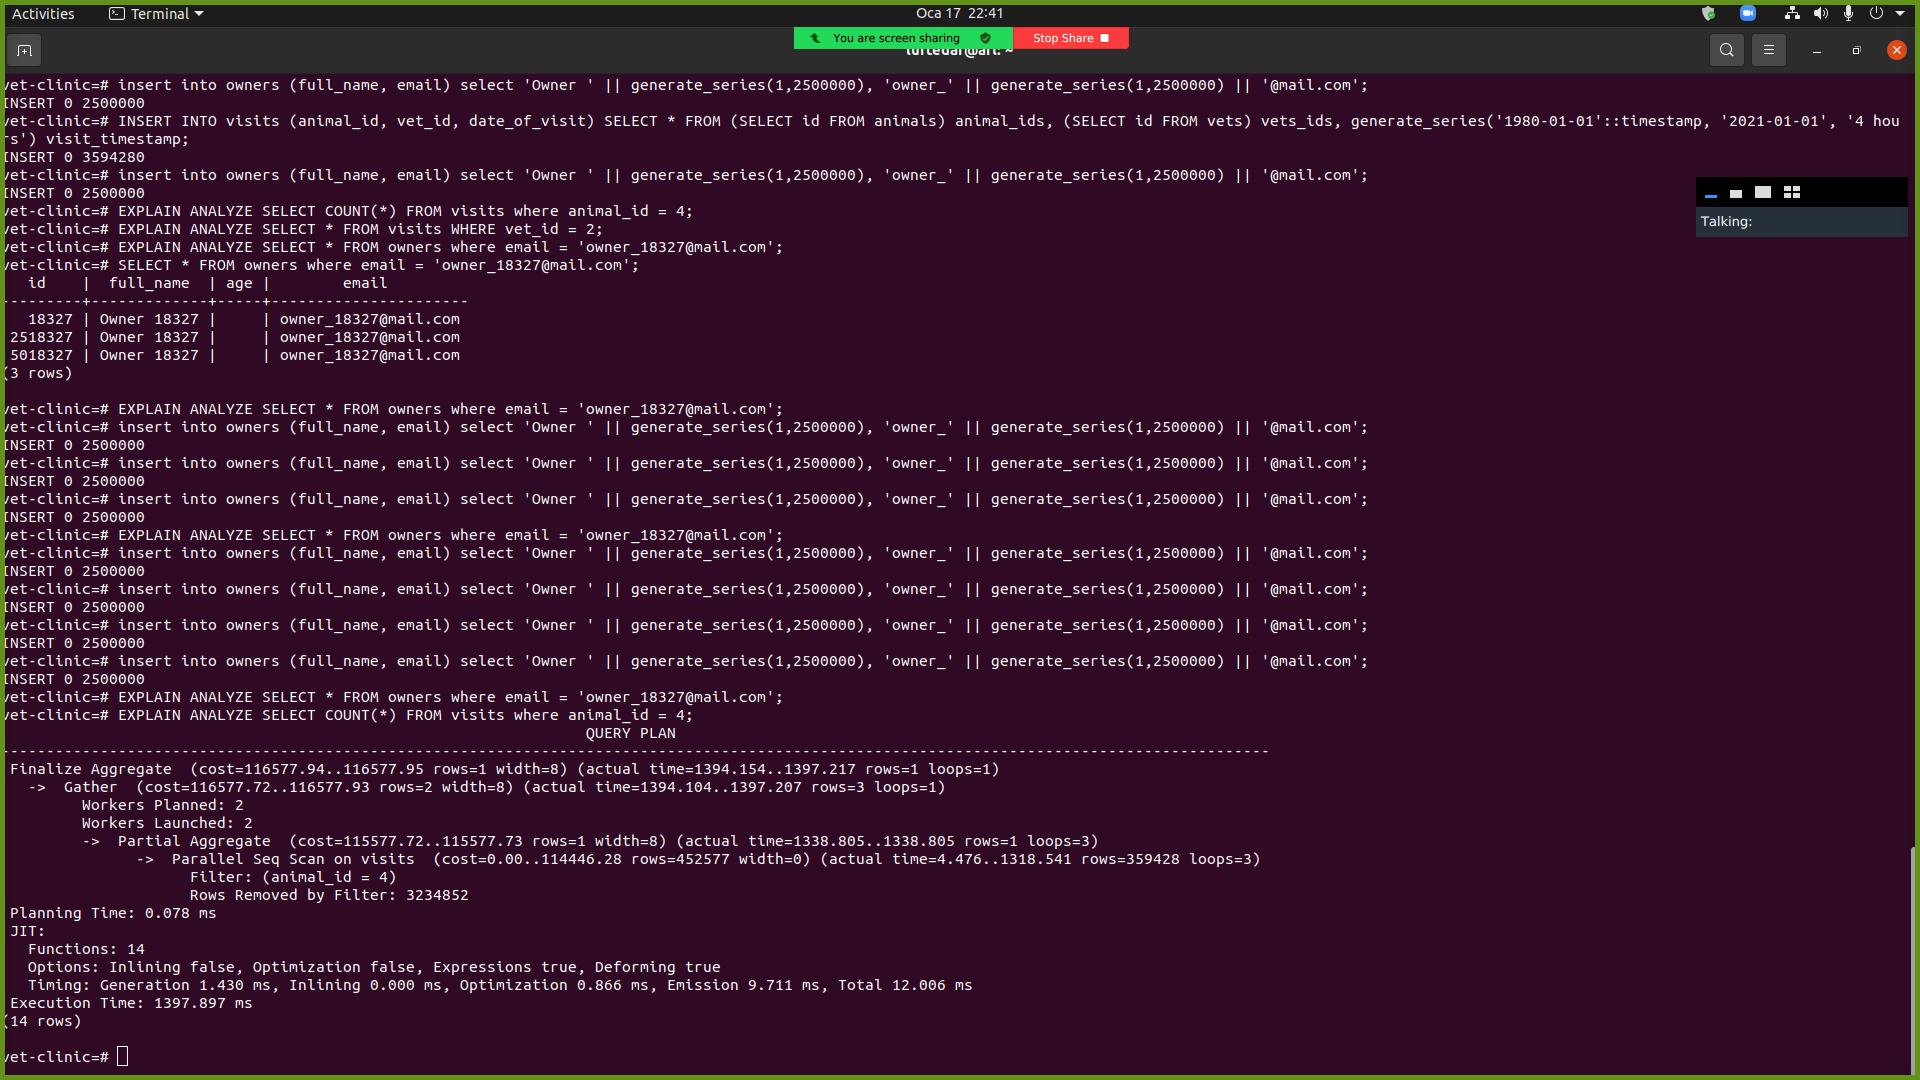 Activities Terminal Oca 17 22:41
You are screen sharing Stop Share
vet-clinic=# insert into owners (full_name, email) select 'Owner ' || generate_series(1,2500000), 'owner_' || generate_series(1,2500000) || '@mail.com';
INSERT 0 2500000
vet-clinic=# INSERT INTO visits (animal_id, vet_id, date_of_visit) SELECT * FROM (SELECT id FROM animals) animal_ids, (SELECT id FROM vets) vets_ids, generate_series('1980-01-01'::timestamp, '2021-01-01', '4 hou
rs') visit_timestamp;
INSERT 0 3594280
vet-clinic=# insert into owners (full_name, email) select 'Owner ' || generate_series(1,2500000), 'owner_' || generate_series(1,2500000) || '@mail.com';
INSERT 0 2500000
vet-clinic=# EXPLAIN ANALYZE SELECT COUNT(*) FROM visits where animal_id = 4;
vet-clinic=# EXPLAIN ANALYZE SELECT * FROM visits WHERE vet_id = 2;
vet-clinic=# EXPLAIN ANALYZE SELECT * FROM owners where email = 'owner_18327@mail.com';
vet-clinic=# SELECT * FROM owners where email = 'owner_18327@mail.com';
id | full_name | age | email
---------+-------------+-----+----------------------
18327 | Owner 18327 | | owner_18327@mail.com
2518327 | Owner 18327 | | owner_18327@mail.com
5018327 | Owner 18327 | | owner_18327@mail.com
(3 rows)
Talking:
vet-clinic=# EXPLAIN ANALYZE SELECT * FROM owners where email = 'owner_18327@mail.com';
vet-clinic=# insert into owners (full_name, email) select 'Owner ' || generate_series(1,2500000), 'owner_' || generate_series(1,2500000) || '@mail.com';
INSERT 0 2500000
vet-clinic=# insert into owners (full_name, email) select 'Owner ' || generate_series(1,2500000), 'owner_' || generate_series(1,2500000) || '@mail.com';
INSERT 0 2500000
vet-clinic=# insert into owners (full_name, email) select 'Owner ' || generate_series(1,2500000), 'owner_' || generate_series(1,2500000) || '@mail.com';
INSERT 0 2500000
vet-clinic=# EXPLAIN ANALYZE SELECT * FROM owners where email = 'owner_18327@mail.com';
vet-clinic=# insert into owners (full_name, email) select 'Owner ' || generate_series(1,2500000), 'owner_' || generate_series(1,2500000) || '@mail.com';
INSERT 0 2500000
vet-clinic=# insert into owners (full_name, email) select 'Owner ' || generate_series(1,2500000), 'owner_' || generate_series(1,2500000) || '@mail.com';
INSERT 0 2500000
vet-clinic=# insert into owners (full_name, email) select 'Owner ' || generate_series(1,2500000), 'owner_' || generate_series(1,2500000) || '@mail.com';
INSERT 0 2500000
vet-clinic=# insert into owners (full_name, email) select 'Owner ' || generate_series(1,2500000), 'owner_' || generate_series(1,2500000) || '@mail.com';
INSERT 0 2500000
vet-clinic=# EXPLAIN ANALYZE SELECT * FROM owners where email = 'owner_18327@mail.com';
vet-clinic=# EXPLAIN ANALYZE SELECT COUNT(*) FROM visits where animal_id = 4;
QUERY PLAN
---------------------------------------------------------------------------------------------------------------------------------------------
Finalize Aggregate (cost=116577.94..116577.95 rows=1 width=8) (actual time=1394.154..1397.217 rows=1 loops=1)
-> Gather (cost=116577.72..116577.93 rows=2 width=8) (actual time=1394.104..1397.207 rows=3 loops=1)
Workers Planned: 2
Workers Launched: 2
-> Partial Aggregate (cost=115577.72..115577.73 rows=1 width=8) (actual time=1338.805..1338.805 rows=1 loops=3)
-> Parallel Seq Scan on visits (cost=0.00..114446.28 rows=452577 width=0) (actual time=4.476..1318.541 rows=359428 loops=3)
Filter: (animal_id = 4)
Rows Removed by Filter: 3234852
Planning Time: 0.078 ms
JIT:
Functions: 14
Options: Inlining false, Optimization false, Expressions true, Deforming true
Timing: Generation 1.430 ms, Inlining 0.000 ms, Optimization 0.866 ms, Emission 9.711 ms, Total 12.006 ms
Execution Time: 1397.897 ms
(14 rows)
vet-clinic=#